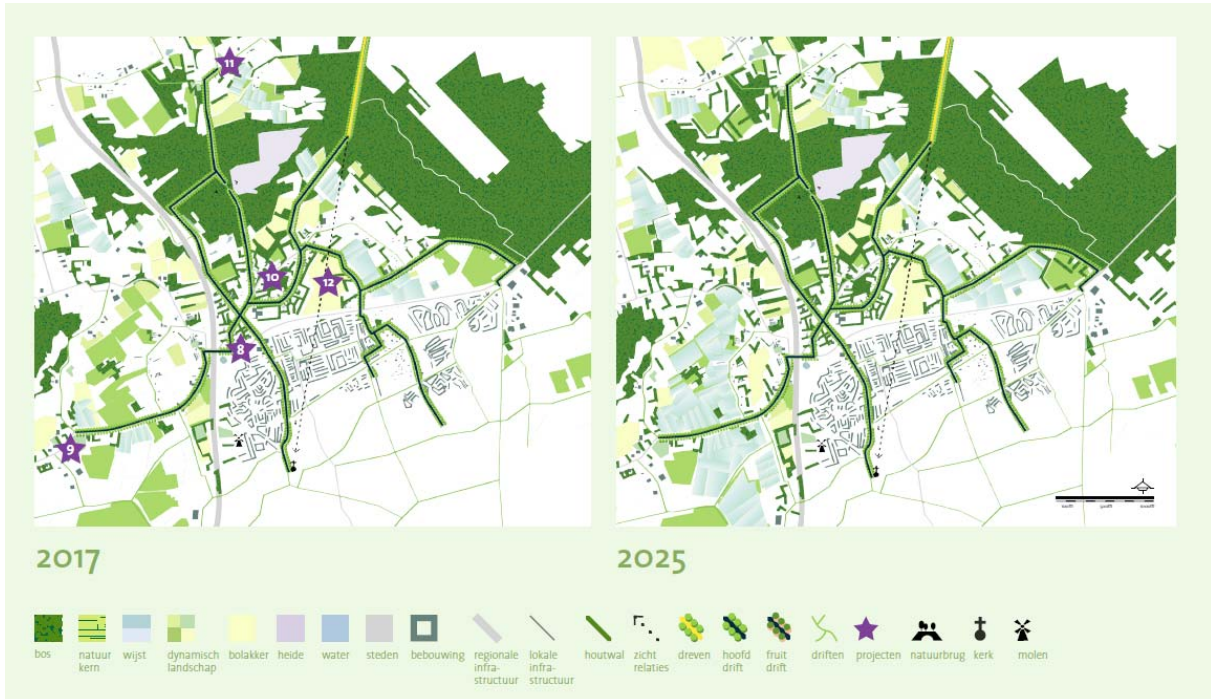 11
10
12
8
9
2017
2025
bos
natuur
kern
wijst
dynamisch
landschap
bolakker
heide
water
steden
bebouwing
regionale
infra-
structuur
lokale
infra-
structuur
houtwal
zicht
relaties
dreven
hoofd
drift
fruit
drift
driften
projecten
natuurbrug
kerk
molen